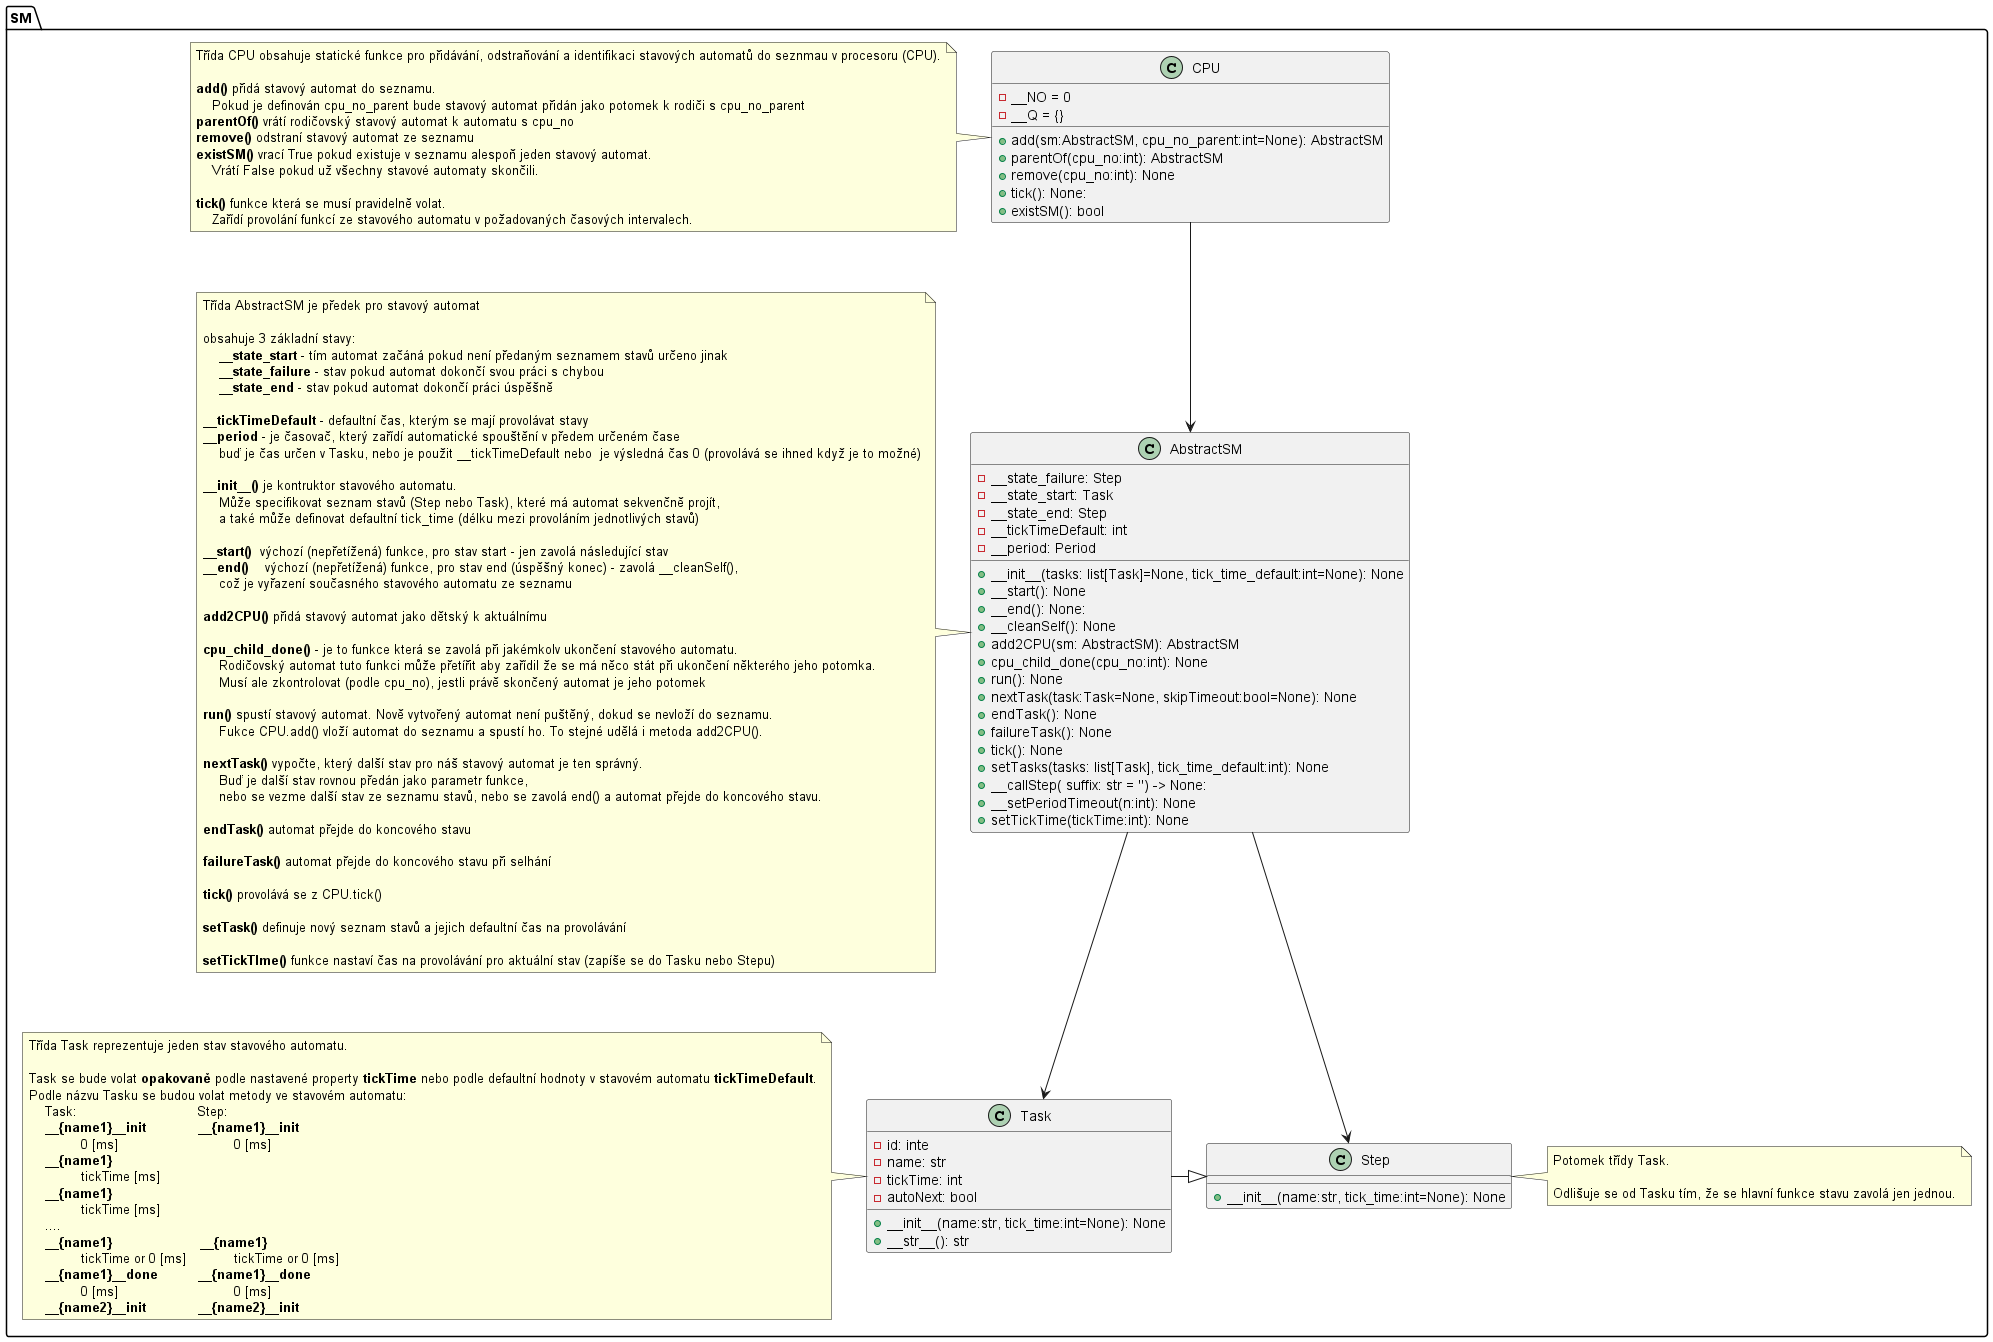 SM
Třída CPU obsahuje statické funkce pro přidávání, odstraňování a identifikaci stavových automatů do seznmau v procesoru (CPU).
add() přidá stavový automat do seznamu.
Pokud je definován cpu_no_parent bude stavový automat přidán jako potomek k rodiči s cpu_no_parent
parentOf() vrátí rodičovský stavový automat k automatu s cpu_no
remove() odstraní stavový automat ze seznamu
existSM() vrací True pokud existuje v seznamu alespoň jeden stavový automat.
Vrátí False pokud už všechny stavové automaty skončili.
tick() funkce která se musí pravidelně volat.
Zařídí provolání funkcí ze stavového automatu v požadovaných časových intervalech.
C CPU
__NO = 0
__Q = {}
add(sm:AbstractSM, cpu_no_parent:int=None): AbstractSM
parentOf(cpu_no:int): AbstractSM
remove(cpu_no:int): None
tick(): None:
existSM(): bool
Třída AbstractSM je předek pro stavový automat
obsahuje 3 základní stavy:
__state_start - tím automat začáná pokud není předaným seznamem stavů určeno jinak
__state_failure - stav pokud automat dokončí svou práci s chybou
__state_end - stav pokud automat dokončí práci úspěšně
__tickTimeDefault - defaultní čas, kterým se mají provolávat stavy
__period - je časovač, který zařídí automatické spouštění v předem určeném čase
buď je čas určen v Tasku, nebo je použit __tickTimeDefault nebo  je výsledná čas 0 (provolává se ihned když je to možné)
__init__() je kontruktor stavového automatu.
Může specifikovat seznam stavů (Step nebo Task), které má automat sekvenčně projít,
a také může definovat defaultní tick_time (délku mezi provoláním jednotlivých stavů)
__start()  výchozí (nepřetížená) funkce, pro stav start - jen zavolá následující stav
__end()    výchozí (nepřetížená) funkce, pro stav end (úspěšný konec) - zavolá __cleanSelf(),
což je vyřazení současného stavového automatu ze seznamu
add2CPU() přidá stavový automat jako dětský k aktuálnímu
cpu_child_done() - je to funkce která se zavolá při jakémkolv ukončení stavového automatu.
Rodičovský automat tuto funkci může přetířit aby zařídil že se má něco stát při ukončení některého jeho potomka.
Musí ale zkontrolovat (podle cpu_no), jestli právě skončený automat je jeho potomek
run() spustí stavový automat. Nově vytvořený automat není puštěný, dokud se nevloží do seznamu.
Fukce CPU.add() vloží automat do seznamu a spustí ho. To stejné udělá i metoda add2CPU().
nextTask() vypočte, který další stav pro náš stavový automat je ten správný.
Buď je další stav rovnou předán jako parametr funkce,
nebo se vezme další stav ze seznamu stavů, nebo se zavolá end() a automat přejde do koncového stavu.
endTask() automat přejde do koncového stavu
failureTask() automat přejde do koncového stavu při selhání
tick() provolává se z CPU.tick()
setTask() definuje nový seznam stavů a jejich defaultní čas na provolávání
setTickTIme() funkce nastaví čas na provolávání pro aktuální stav (zapíše se do Tasku nebo Stepu)
C AbstractSM
__state_failure: Step
__state_start: Task
__state_end: Step
__tickTimeDefault: int
__period: Period
__init__(tasks: list[Task]=None, tick_time_default:int=None): None
__start(): None
__end(): None:
__cleanSelf(): None
add2CPU(sm: AbstractSM): AbstractSM
cpu_child_done(cpu_no:int): None
run(): None
nextTask(task:Task=None, skipTimeout:bool=None): None
endTask(): None
failureTask(): None
tick(): None
setTasks(tasks: list[Task], tick_time_default:int): None
__callStep( suffix: str = '') -> None:
__setPeriodTimeout(n:int): None
setTickTime(tickTime:int): None
Třída Task reprezentuje jeden stav stavového automatu.
Task se bude volat opakovaně podle nastavené property tickTime nebo podle defaultní hodnoty v stavovém automatu tickTimeDefault.
Podle názvu Tasku se budou volat metody ve stavovém automatu:
Task: Step:
__{name1}__init __{name1}__init
0 [ms] 0 [ms]
__{name1}
tickTime [ms]
__{name1}
tickTime [ms]
....
__{name1} __{name1}
tickTime or 0 [ms] tickTime or 0 [ms]
__{name1}__done __{name1}__done
0 [ms] 0 [ms]
__{name2}__init __{name2}__init
C Task
id: inte
name: str
tickTime: int
autoNext: bool
__init__(name:str, tick_time:int=None): None
__str__(): str
C Step
__init__(name:str, tick_time:int=None): None
Potomek třídy Task.
Odlišuje se od Tasku tím, že se hlavní funkce stavu zavolá jen jednou.